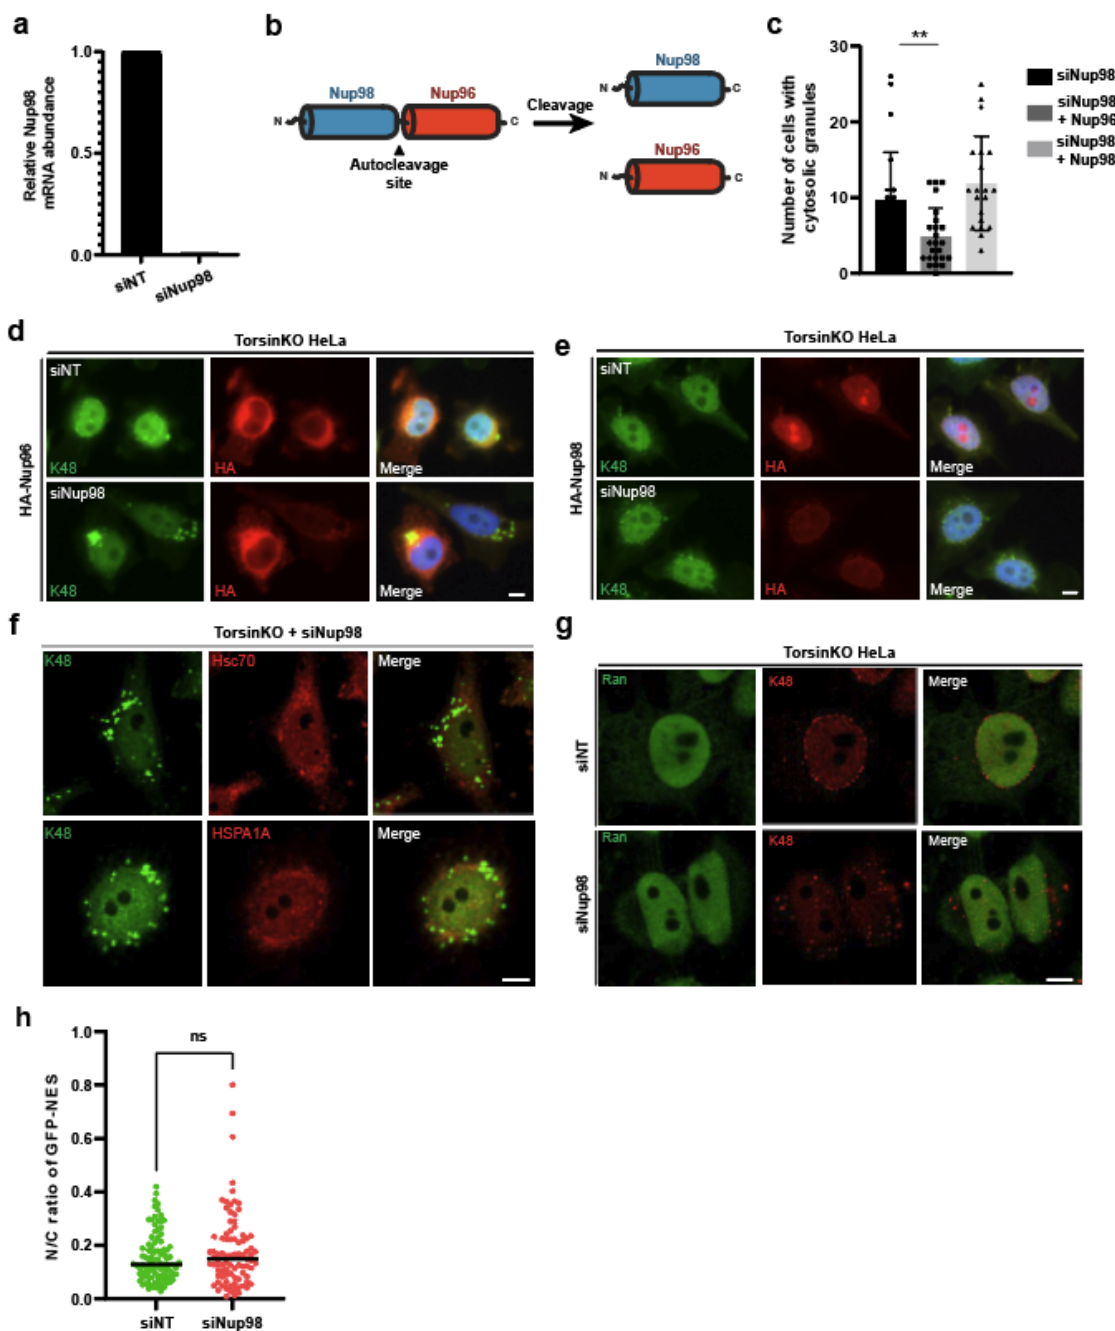 a
1.0
0.5
0.0
Relative Nup98
mRNA abundance
siNT
siNup98
b
Nup98
Nup96
N
C
Autocleavage
site
Cleavage
Nup98
N
C
Nup96
N
C
c
**
30
20
10
0
Number of cells with
cytosolic granules
siNup98
siNup98
+ Nup96
siNup98
+ Nup98
d
TorsinKO HeLa
HA-Nup96
siNT
K48
HA
Merge
siNup98
K48
HA
Merge
e
TorsinKO HeLa
HA-Nup98
siNT
K48
HA
Merge
siNup98
K48
HA
Merge
f
TorsinKO + siNup98
K48
Hsc70
Merge
K48
HSPA1A
Merge
g
TorsinKO HeLa
siNT
Ran
K48
Merge
siNup98
Ran
K48
Merge
h
1.0
0.8
0.6
0.4
0.2
0.0
N/C ratio of GFP-NES
ns
siNT
siNup98